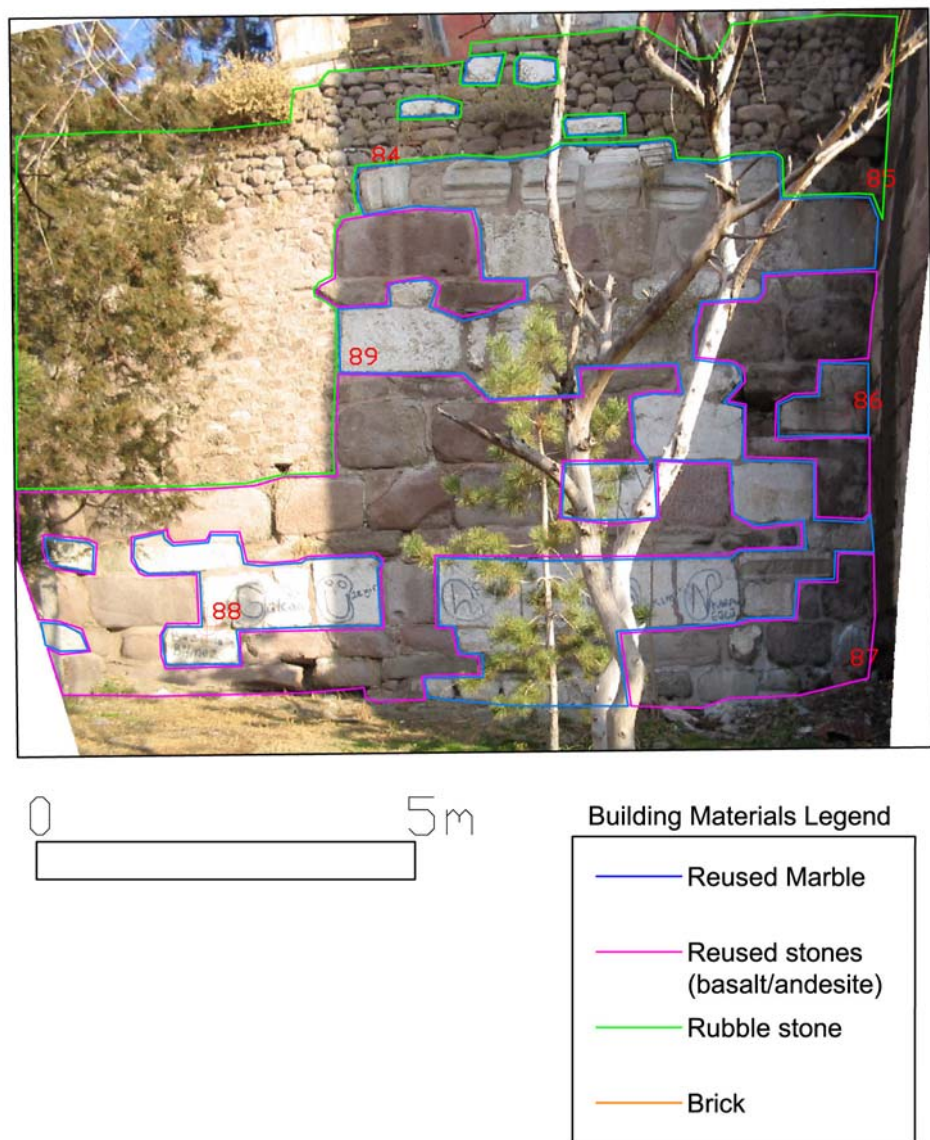 84
85
89
86
88
87
0 5m
Building Materials Legend
Reused Marble
Reused stones
(basalt/andesite)
Rubble stone
Brick